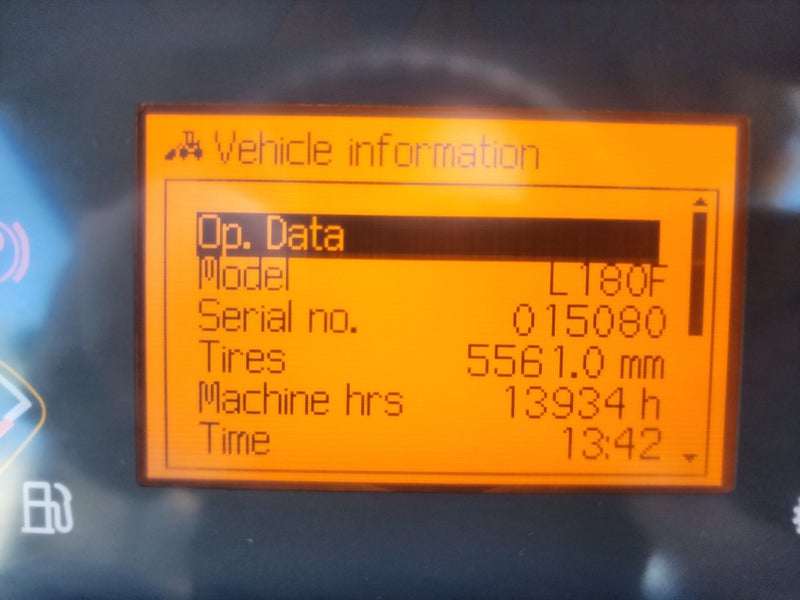 Vehicle information
Op. Data
Model L180F
Serial no. 015080
Tires 5561.0 mm
Machine hrs 13934 h
Time 13:42